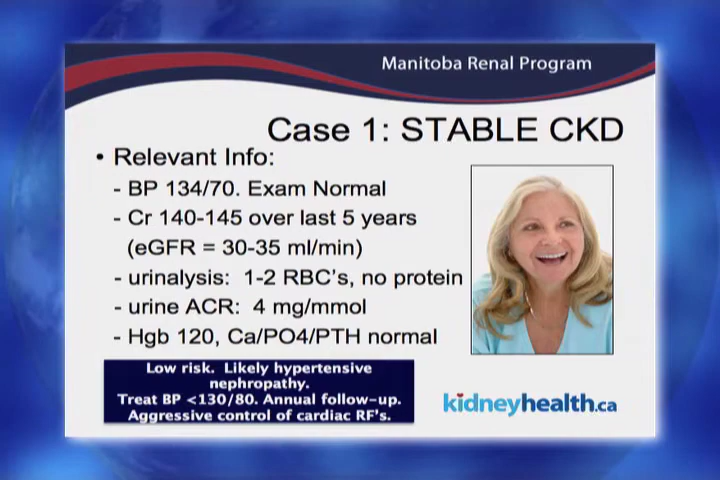 Manitoba Renal Program
Case 1: STABLE CKD
• Relevant Info:
- BP 134/70. Exam Normal
- Cr 140-145 over last 5 years
(eGFR = 30-35 ml/min)
- urinalysis: 1-2 RBC's, no protein
- urine ACR: 4 mg/mmol
- Hgb 120, Ca/PO4/PTH normal
Low risk. Likely hypertensive
nephropathy.
Treat BP <130/80. Annual follow-up.
Aggressive control of cardiac RF's.
kidneyhealth.ca